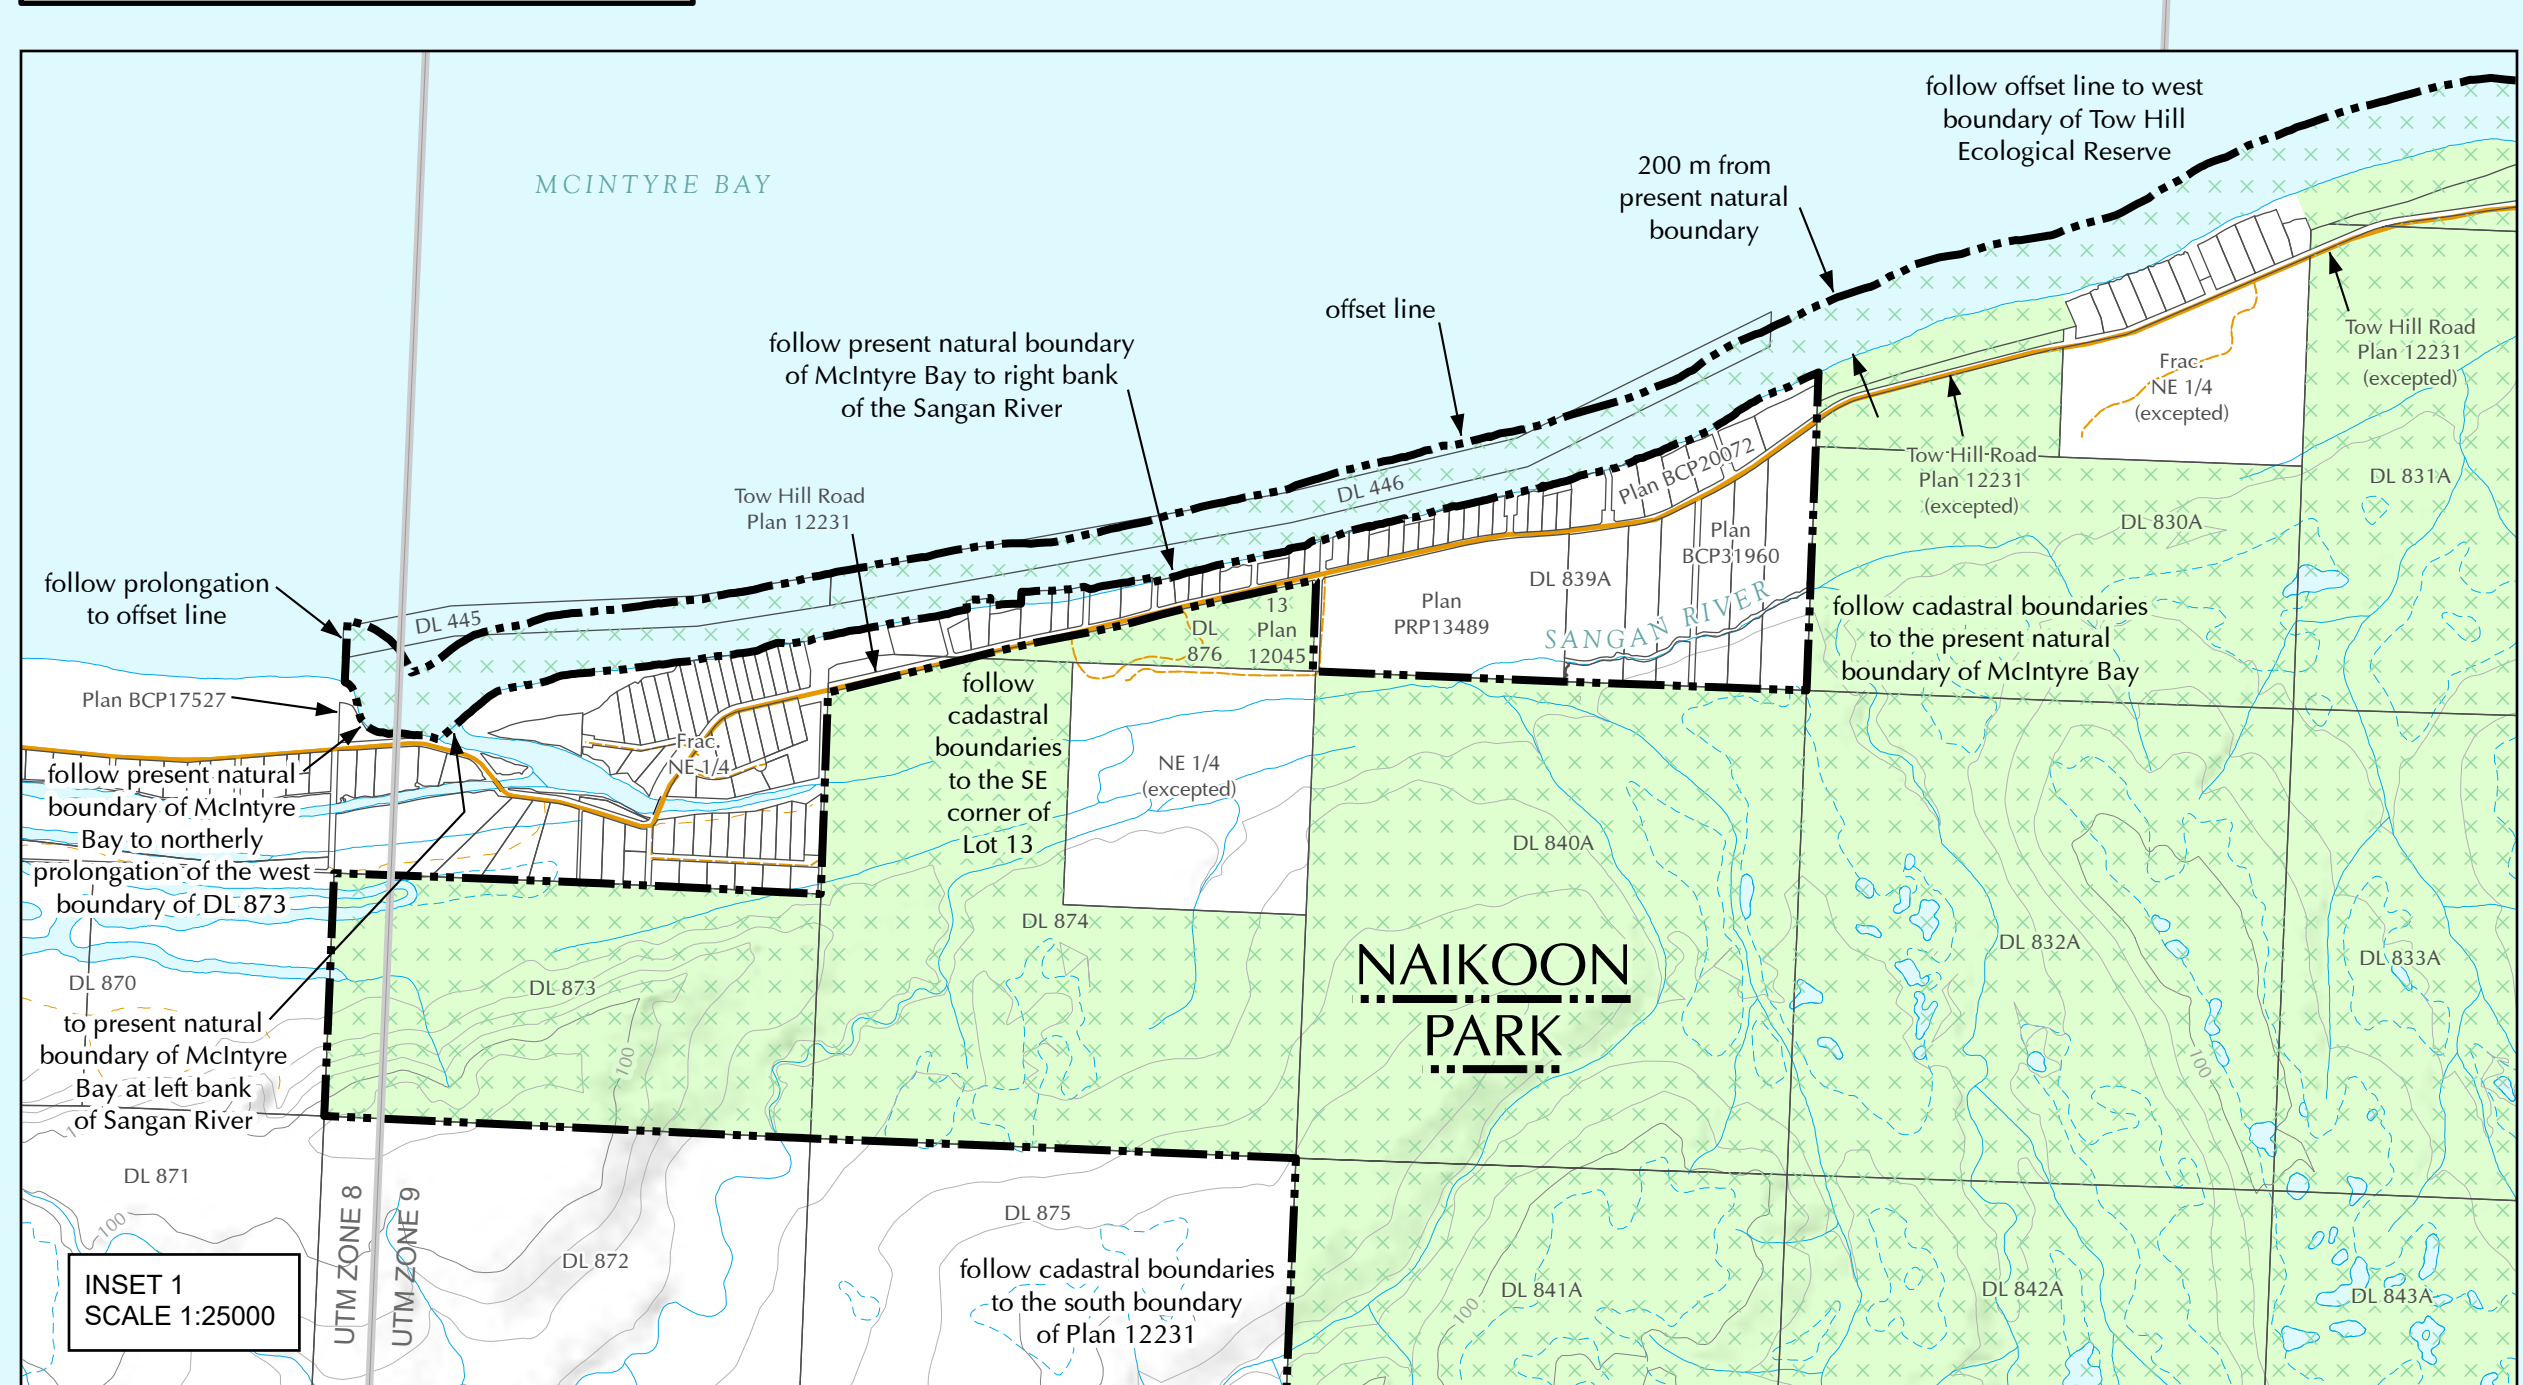 follow offset line to west
boundary of Tow Hill
Ecological Reserve
MCINTYRE BAY
200 m from
present natural
boundary
offset line
follow present natural boundary
of McIntyre Bay to right bank
of the Sangan River
Tow Hill Road
Plan 12231
(excepted)
Frac.
NE 1/4
(excepted)
Tow Hill Road
Plan 12231
(excepted)
DL 831A
DL 830A
Plan BCP20072
DL 446
Tow Hill Road
Plan 12231
Plan
BCP31960
DL 839A
SANGAN RIVER
Plan
PRP13489
13
Plan
12045
DL
876
follow prolongation
to offset line
DL 445
follow cadastral boundaries
to the present natural
boundary of McIntyre Bay
Plan BCP17527
follow
cadastral
boundaries
to the SE
corner of
Lot 13
Frac.
NE 1/4
NE 1/4
(excepted)
follow present natural
boundary of McIntyre
Bay to northerly
prolongation of the west
boundary of DL 873
DL 840A
DL 874
NAIKOON
PARK
DL 832A
DL 833A
DL 870
DL 873
to present natural
boundary of McIntyre
Bay at left bank
of Sangan River
100
100
DL 871
DL 875
100
UTM ZONE 8
UTM ZONE 9
DL 872
follow cadastral boundaries
to the south boundary
of Plan 12231
DL 841A
100
DL 842A
DL 843A
INSET 1
SCALE 1:25000